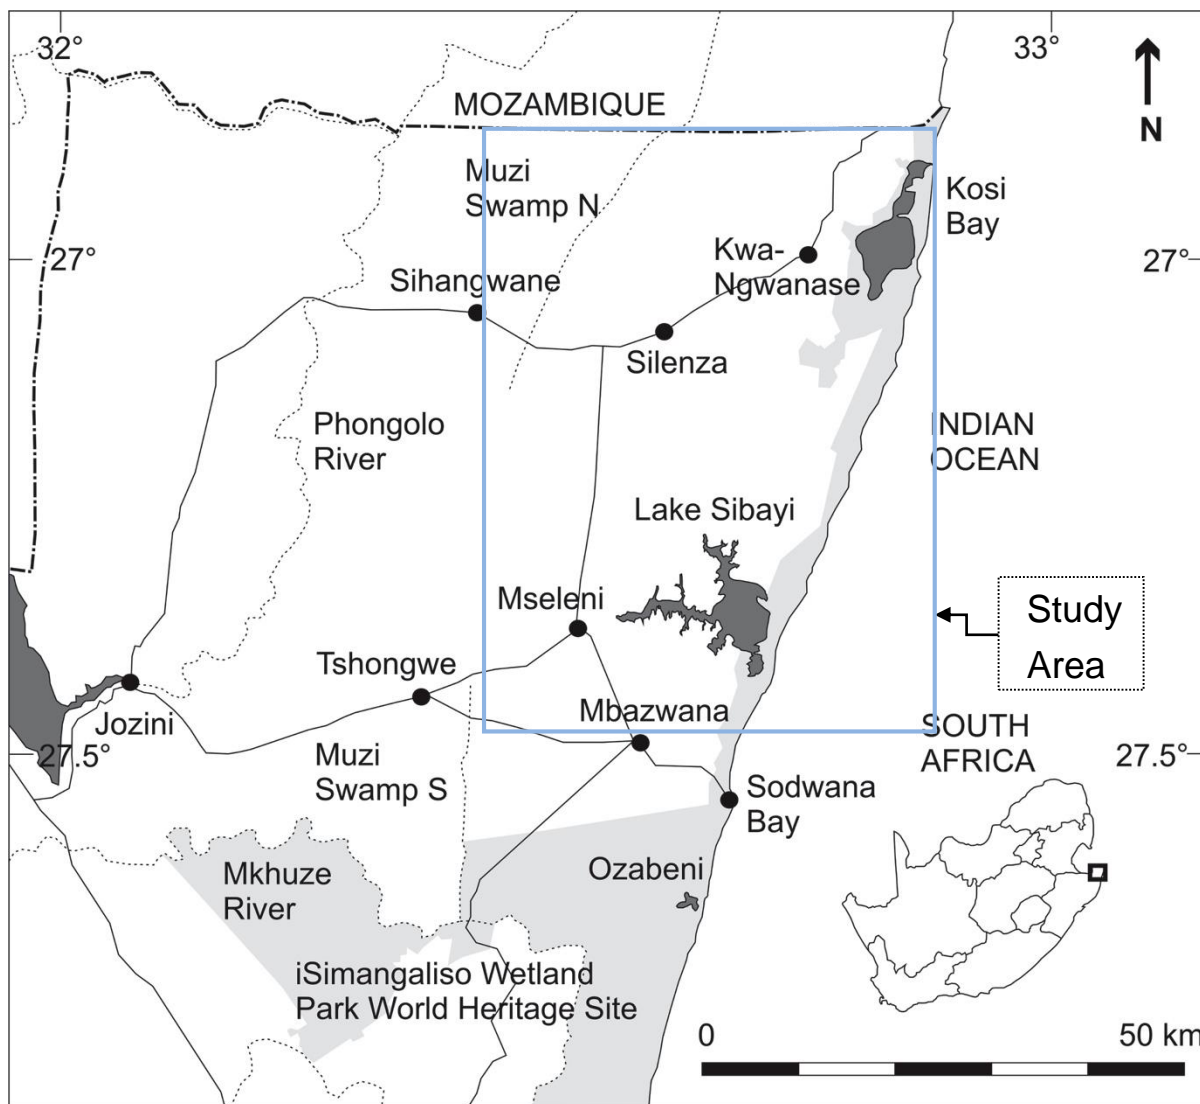 32°
33°
MOZAMBIQUE
N
Muzi
Swamp N
Kosi
Bay
Kwa-
Ngwanase
27°
27°
Sihangwane
Silenza
Phongolo
River
INDIAN
OCEAN
Lake Sibayi
Mseleni
Study
Area
Tshongwe
Mbazwana
Jozini
SOUTH
AFRICA
27.5°
27.5°
Muzi
Swamp S
Sodwana
Bay
Mkhuze
River
Ozabeni
iSimangaliso Wetland
Park World Heritage Site
0
50 km